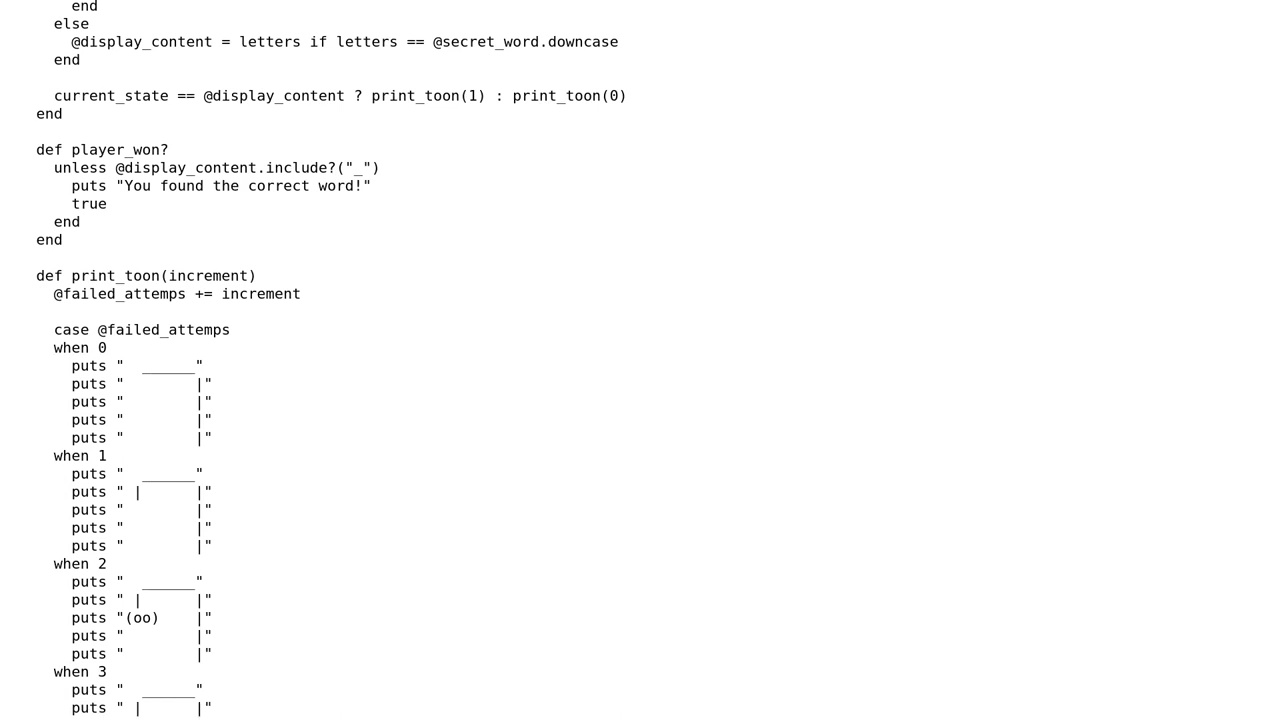 end
  else
    @display_content = letters if letters == @secret_word.downcase
  end

  current_state == @display_content ? print_toon(1) : print_toon(0)
end

def player_won?
  unless @display_content.include?("_")
    puts "You found the correct word!"
    true
  end
end

def print_toon(increment)
  @failed_attemps += increment

  case @failed_attemps
  when 0
    puts "  ______"
    puts "        |"
    puts "        |"
    puts "        |"
    puts "        |"
  when 1
    puts "  ______"
    puts " |      |"
    puts "        |"
    puts "        |"
    puts "        |"
  when 2
    puts "  ______"
    puts " |      |"
    puts "(oo)    |"
    puts "        |"
    puts "        |"
  when 3
    puts "  ______"
    puts " |      |"